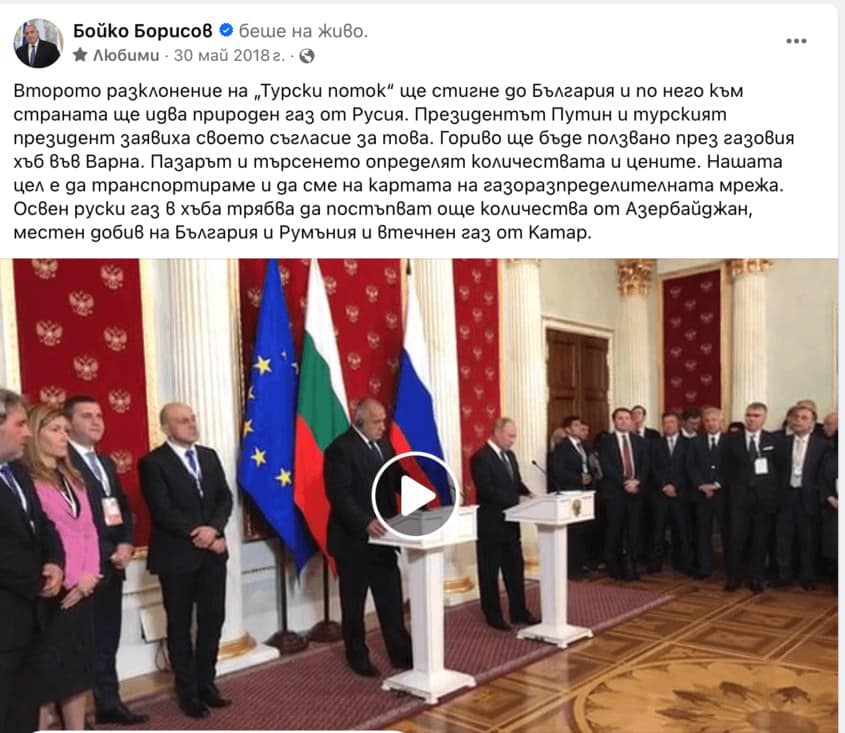 Бойко Борисов беше на живо.
Любими · 30 май 2018 г. ·
Второто разклонение на „Турски поток“ ще стигне до България и по него към
страната ще идва природен газ от Русия. Президентът Путин и турският
президент заявиха своето съгласие за това. Гориво ще бъде ползвано през газовия
хъб във Варна. Пазарът и търсенето определят количествата и цените. Нашата
цел е да транспортираме и да сме на картата на газоразпределителната мрежа.
Освен руски газ в хъба трябва да постъпват още количества от Азербайджан,
местен добив на България и Румъния и втечнен газ от Катар.